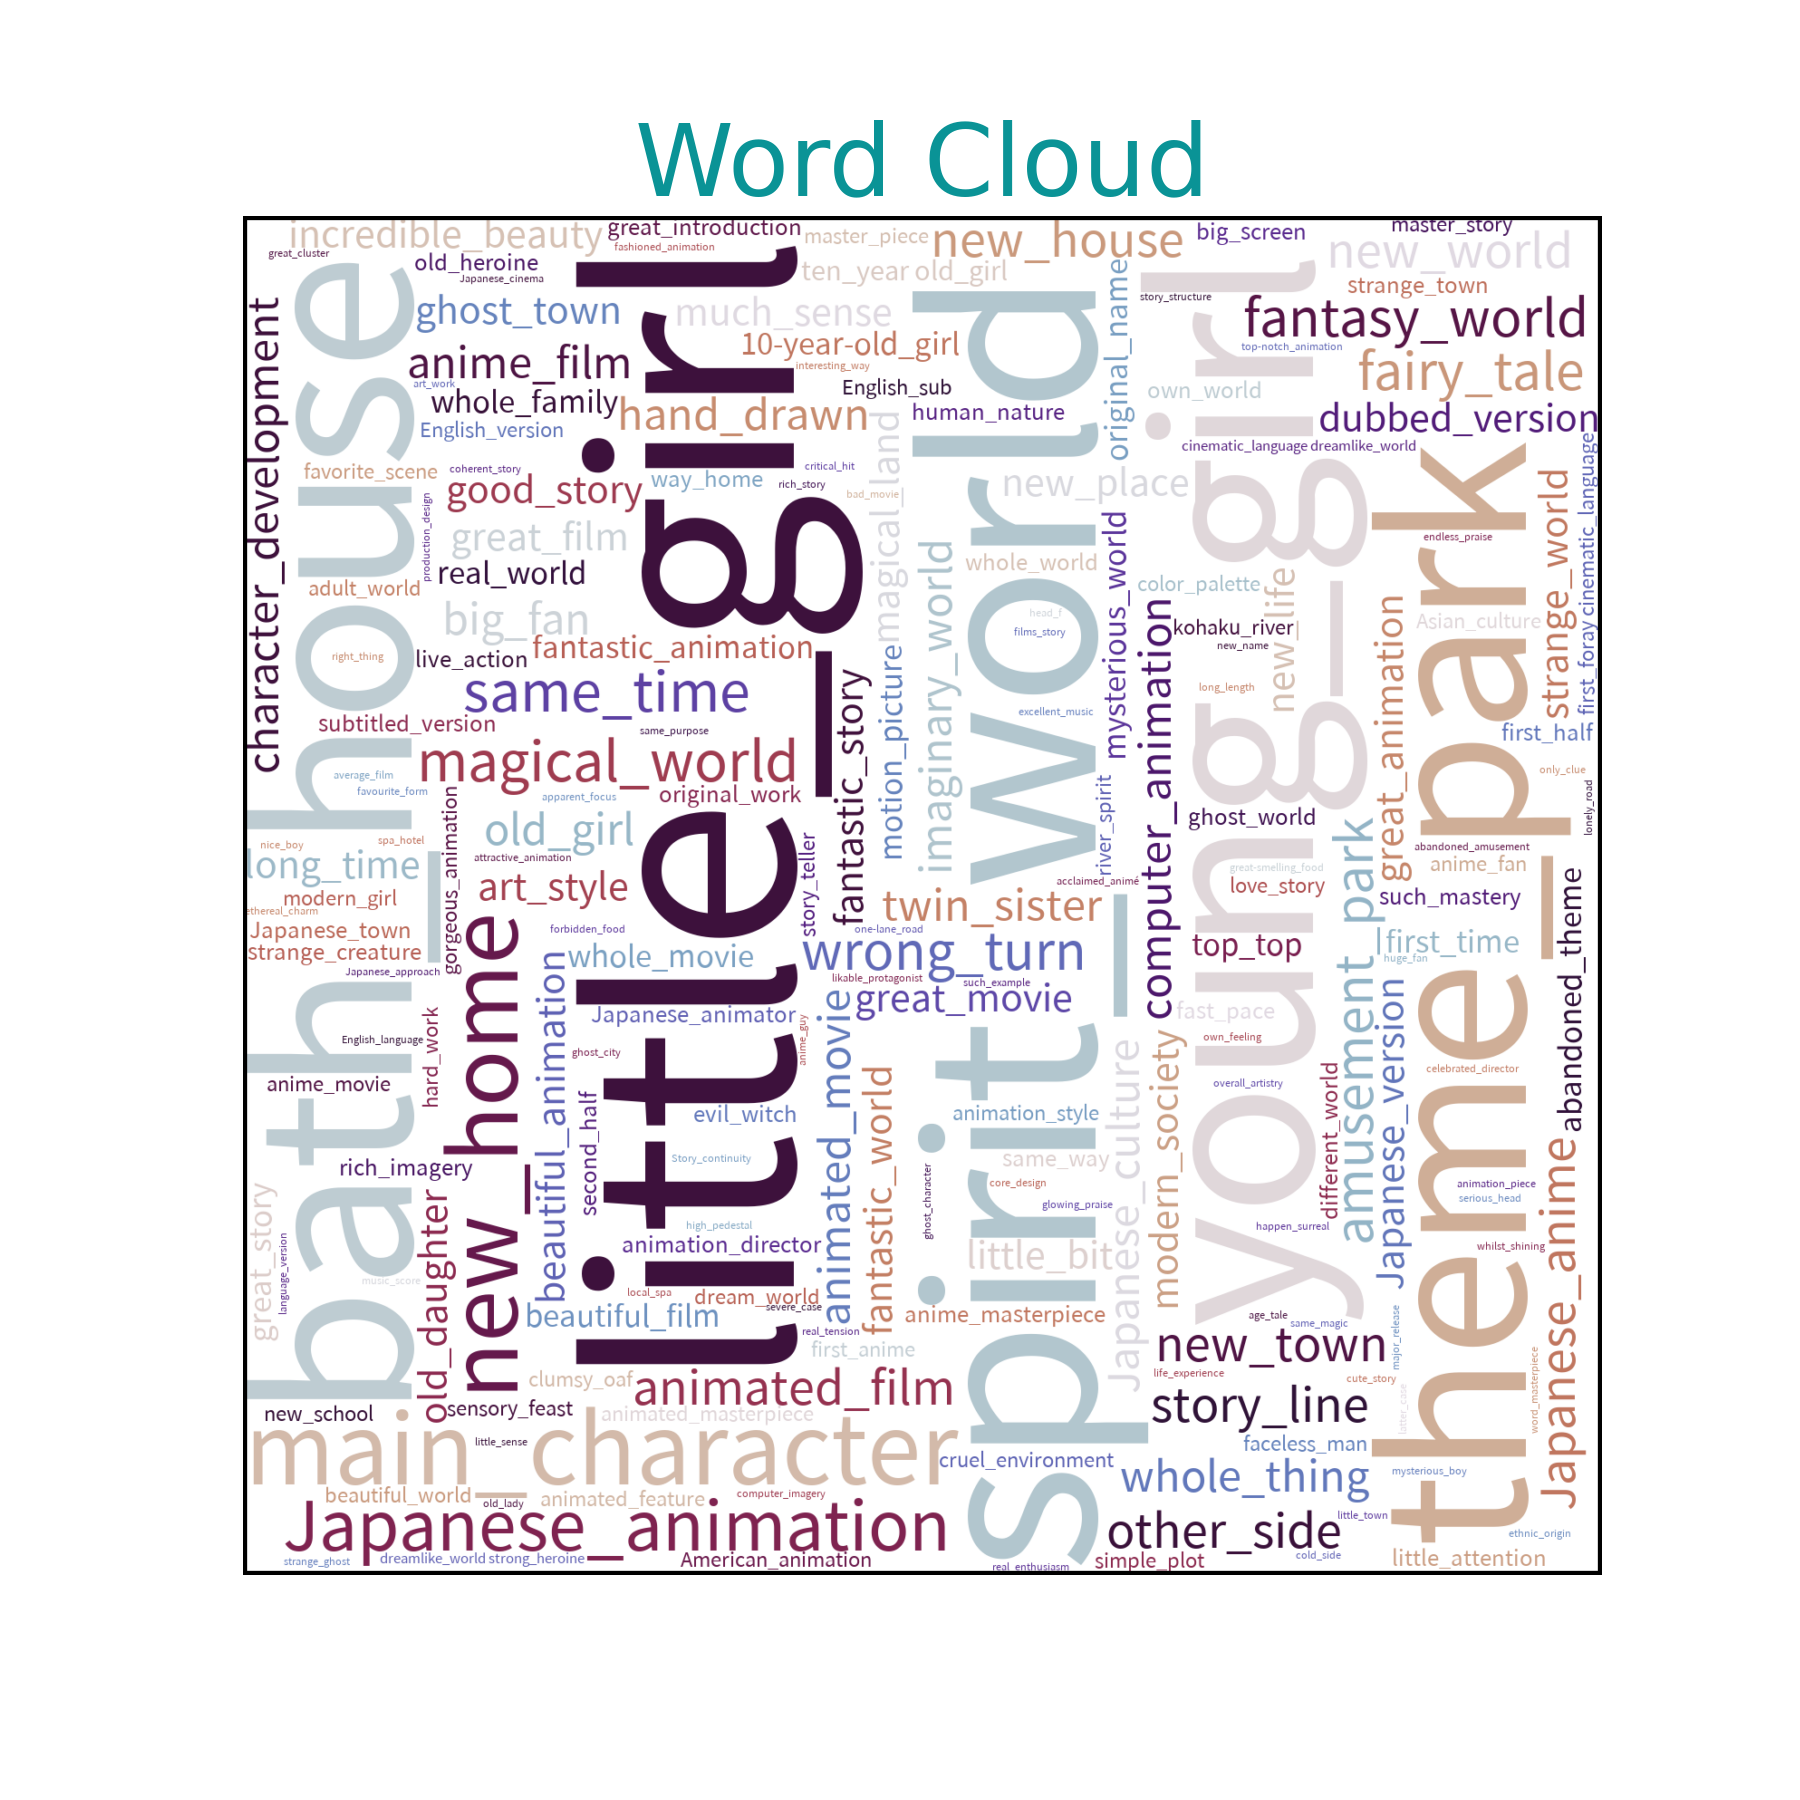 Word Cloud
incredible_beauty
great_introduction
fashioned_animation
master_piece
new_house
big_screen
master_story
new_world
great_cluster
old_heroine
Japanese_cinema
ten_year old_girl
story_structure
strange_town
ghost_town
much_sense
fantasy_world
10-year-old_girl
top-notch_animation
anime_film
interesting_way
fairy_tale
art_work
English_sub
own_world
whole_family
hand_drawn
human_nature
original_name
dubbed_version
English_version
cinematic_language dreamlike_world
character_development
path_house
little_girl
spirit_world
young_girl
theme_park
favorite_scene
coherent_story
critical_hit
way_home
rich_story
good_story
bad_movie
new_place
magical_land
production_design
great_film
endless_praise
strange_world
first_foray cinematic_language
real_world
adult_world
whole_world
color_palette
mysterious_world
imaginary_world
big_fan
head_f
films_story
kohaku_river
new_name
new_life
Asian_culture
right_thing
live_action
fantastic_animation
same_time
long_length
excellent_music
motion_picture
fantastic_story
computer_animation
great_animation
subtitled_version
same_purpose
first_half
magical_world
average_film
favourite_form
apparent_focus
original_work
only_clue
lonely_road
river_spirit
ghost_world
old_girl
gorgeous_animation
spa_hotel
nice_boy
long_time
attractive_animation
story_teller
abandoned_amusement
anime_fan
great-smelling_food
love_story
acclaimed_animé
art_style
modern_girl
ethereal_charm
such_mastery
twin_sister
Japanese_town
strange_creature
forbidden_food
one-lane_road
whole_movie
wrong_turn
top_top
first_time
huge_fan
amusement_park
abandoned_theme
Japanese_approach
likable_protagonist
such_example
great_movie
new_home
beautiful_animation
Japanese_animator
fast_pace
English_language
hard_work
ghost_city
anime_guy
animated_movie
own_feeling
Japanese_version
anime_movie
celebrated_director
overall_artistry
different_world
modern_society
Japanese_culture
fantastic_world
evil_witch
animation_style
second_half
Story_continuity
same_way
rich_imagery
core_design
ghost_character
glowing_praise
animation_piece
serious_head
great_story
language_version
old_daughter
high_pedestal
happen_surreal
animation_director
little_bit
whilst_shining
Japanese_anime
music_score
local_spa
dream_world
severe_case
beautiful_film
anime_masterpiece
age_tale
same_magic
real_tension
first_anime
new_town
major_release
life_experience
cute_story
word_masterpiece
latter_case
clumsy_oaf
animated_film
new_school
sensory_feast
animated_masterpiece
story_line
main_character
little_sense
faceless_man
cruel_environment
whole_thing
mysterious_boy
beautiful_world
old_lady
animated_feature
computer_imagery
Japanese_animation
other_side
little_town
ethnic_origin
strange_ghost
dreamlike_world strong_heroine
American_animation
real_enthusiasm
simple_plot
cold_side
little_attention